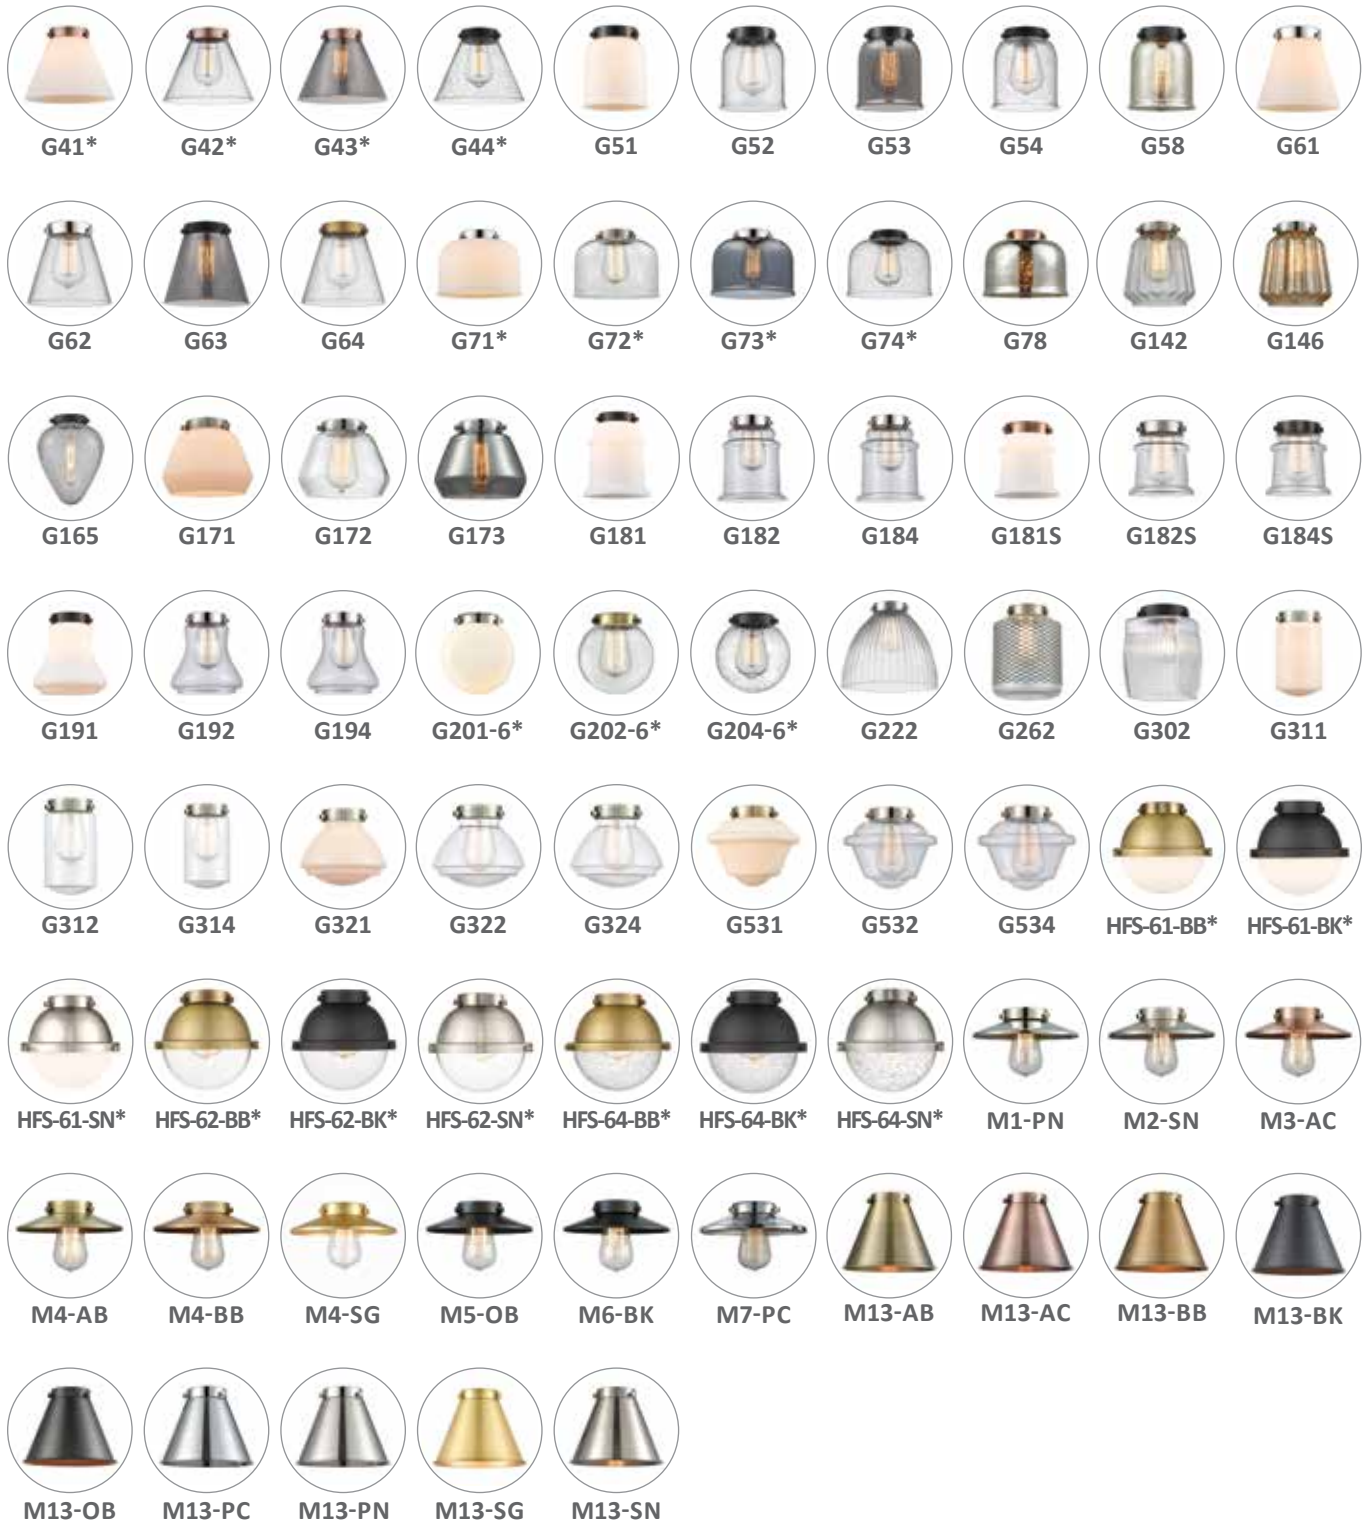 G41* G42* G43* G44* G51 G52 G53 G54 G58 G61
G62 G63 G64 G71* G72* G73* G74* G78 G142 G146
G165 G171 G172 G173 G181 G182 G184 G181S G182S G184S
G191 G192 G194 G201-6* G202-6* G204-6* G222 G262 G302 G311
G312 G314 G321 G322 G324 G531 G532 G534 HFS-61-BB* HFS-61-BK*
HFS-61-SN* HFS-62-BB* HFS-62-BK* HFS-62-SN* HFS-64-BB* HFS-64-BK* HFS-64-SN* M1-PN M2-SN M3-AC
M4-AB M4-BB M4-SG M5-OB M6-BK M7-PC M13-AB M13-AC M13-BB M13-BK
M13-OB M13-PC M13-PN M13-SG M13-SN